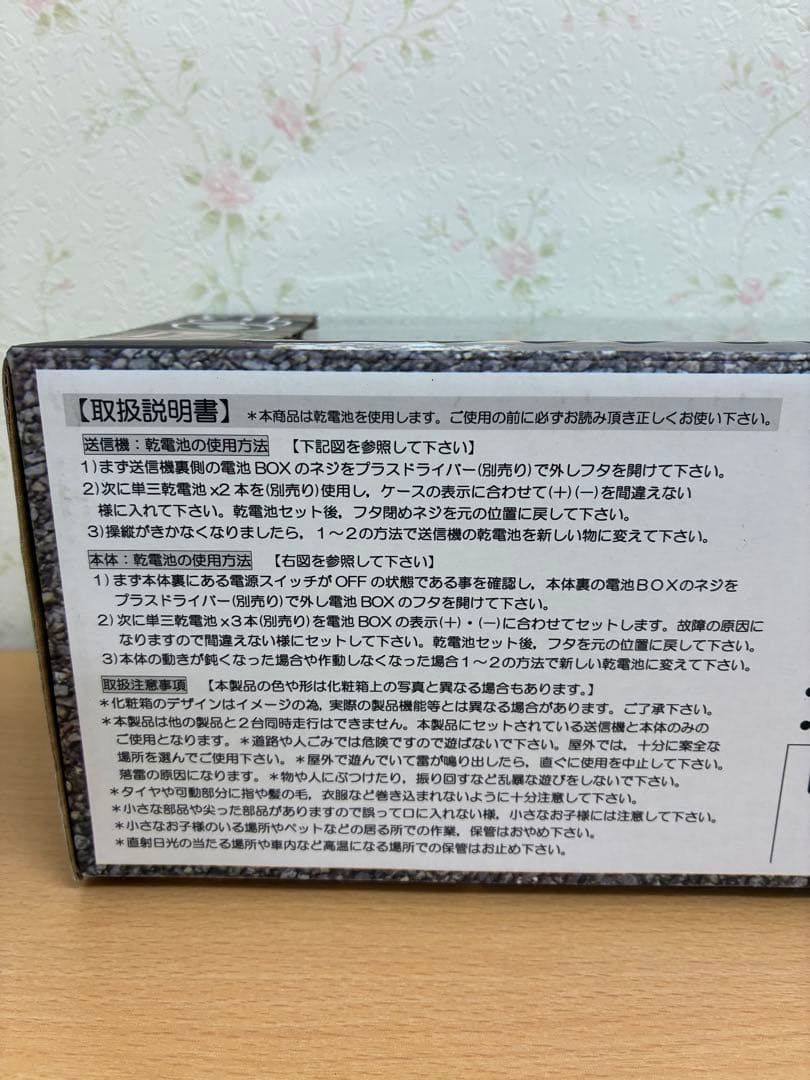 【取扱説明書】 *本商品は乾電池を使用します。ご使用の前に必ずお読み頂き正しくお使い下さい。
送信機：乾電池の使用方法 【下記図を参照して下さい】
1)まず送信機裏側の電池BOXのネジをプラスドライバー(別売り)で外しフタを開けて下さい。
2)次に単三乾電池x2本を(別売り)使用し，ケースの表示に合わせて(+)(−)を間違えない
様に入れて下さい。乾電池セット後，フタ閉めネジを元の位置に戻して下さい。
3)操縦がきかなくなりましたら，1～2の方法で送信機の乾電池を新しい物に変えて下さい。
本体：乾電池の使用方法 【右図を参照して下さい】
1)まず本体裏にある電源スイッチがOFFの状態である事を確認し，本体裏の電池BOXのネジを
プラスドライバー(別売り)で外し電池BOXのフタを開けて下さい。
2)次に単三乾電池x3本(別売り)を電池BOXの表示(+)・(−)に合わせてセットします。故障の原因に
なりますので間違えない様にセットして下さい。乾電池セット後，フタを元の位置に戻して下さい。
3)本体の動きが鈍くなった場合や作動しなくなった場合1～2の方法で新しい乾電池に変えて下さい。
取扱注意事項 【本製品の色や形は化粧箱上の写真と異なる場合もあります。】
*化粧箱のデザインはイメージの為，実際の製品機能等とは異なる場合があります。ご了承下さい。
*本製品は他の製品と2台同時走行はできません。本製品にセットされている送信機と本体のみの
ご使用となります。*道路や人ごみでは危険ですので遊ばないで下さい。屋外では，十分に安全な
場所を選んでご使用下さい。*屋外で遊んでいて雷が鳴り出したら，直ぐに使用を中止して下さい。
落雷の原因になります。*物や人にぶつけたり，振り回すなど乱暴な遊びをしないで下さい。
*タイヤや可動部分に指や髪の毛，衣服など巻き込まれないように十分注意して下さい。
*小さな部品や尖った部品がありますので誤って口に入れない様，小さなお子様には注意して下さい。
*小さなお子様のいる場所やペットなどの居る所での作業，保管はおやめ下さい。
*直射日光の当たる場所や車内など高温になる場所での保管はお止め下さい。